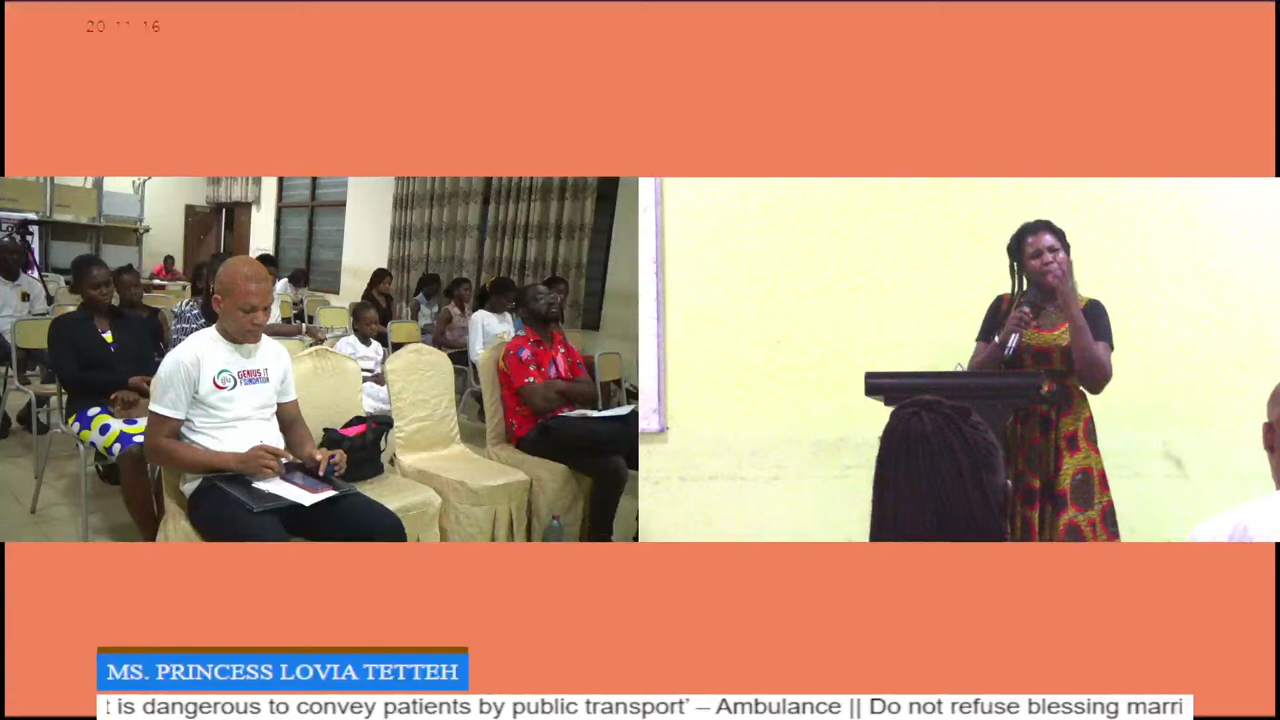 20 11 16
GENIUS IT
FOUNDATION
MS. PRINCESS LOVIA TETTEH
t is dangerous to convey patients by public transport’ – Ambulance || Do not refuse blessing marri